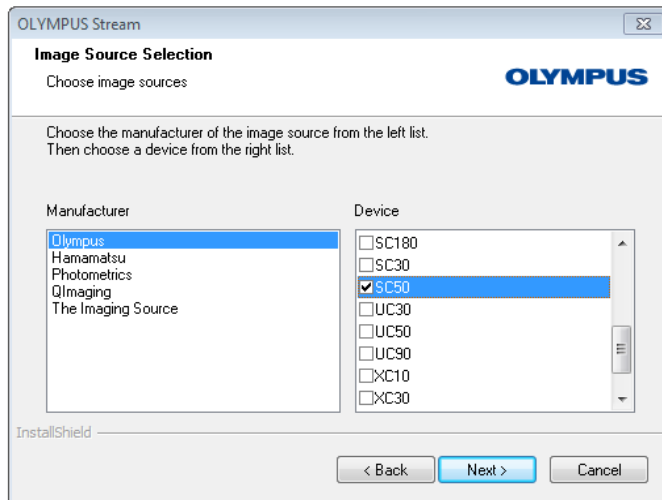 OLYMPUS Stream
Image Source Selection
Choose image sources
OLYMPUS
Choose the manufacturer of the image source from the left list.
Then choose a device from the right list.
Manufacturer
Olympus
Hamamatsu
Photometrics
QImaging
The Imaging Source
Device
SC180
SC30
SC50
UC30
UC50
UC90
XC10
XC30
InstallShield
< Back
Next >
Cancel